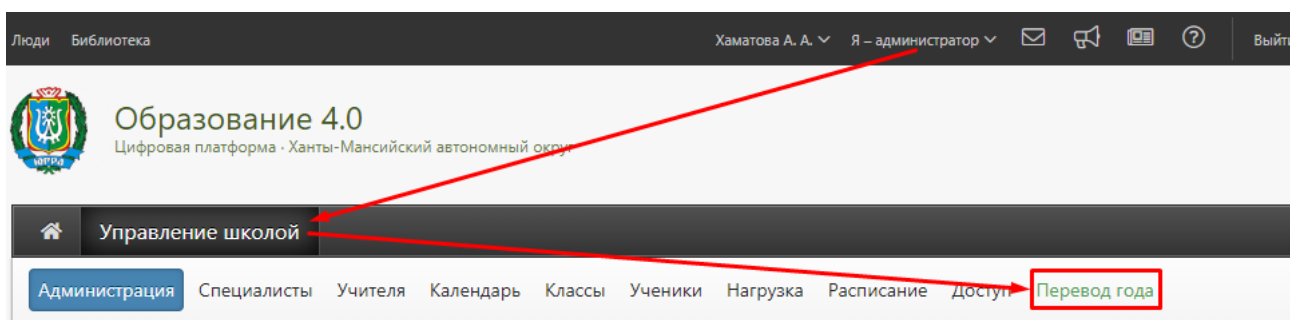 Люди Библиотека Хаматова А. А. Я – администратор Выйти
Образование 4.0
Цифровая платформа · Ханты-Мансийский автономный округ
ЮГРА
Управление школой
Администрация Специалисты Учителя Календарь Классы Ученики Нагрузка Расписание Доступ Перевод года